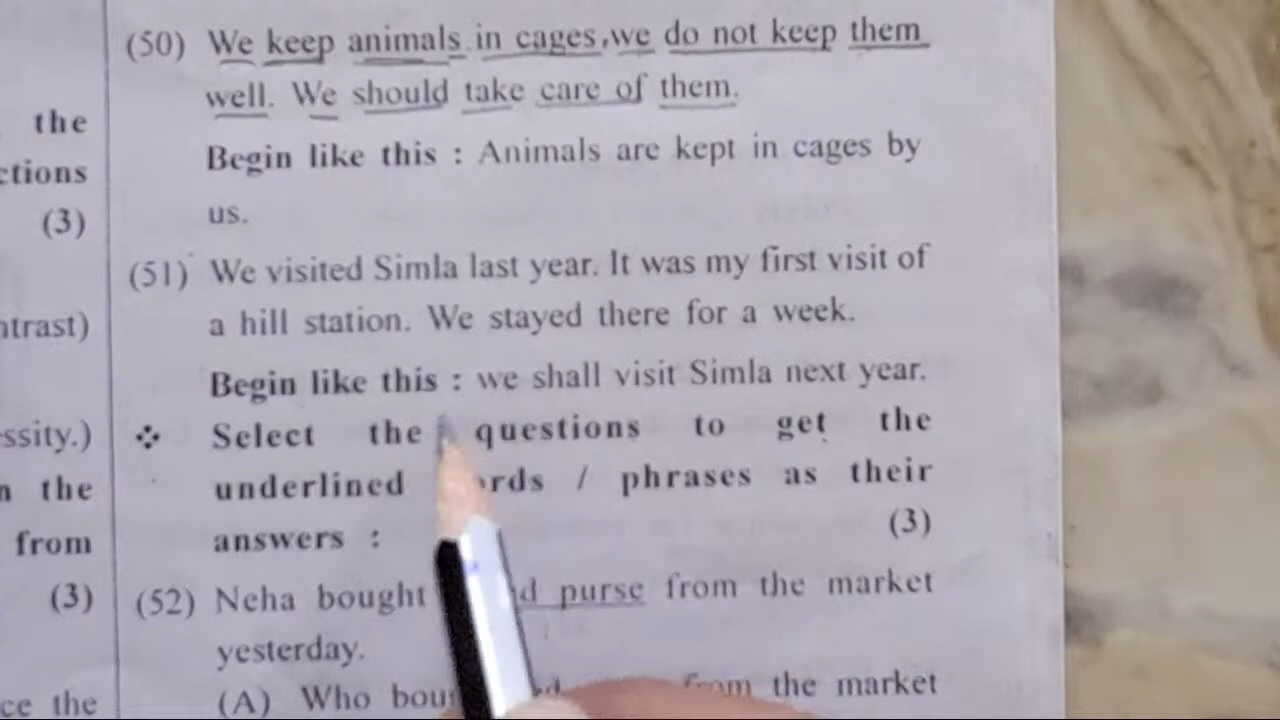 the
ctions
(3)
ntrast)
ssity.)
n the
from
(3)
ce the
(50) We keep animals in cages,we do not keep them
well. We should take care of them.
Begin like this : Animals are kept in cages by
us.
(51) We visited Simla last year. It was my first visit of
a hill station. We stayed there for a week.
Begin like this : we shall visit Simla next year.
❖ Select the questions to get the
underlined rds / phrases as their
answers : (3)
(52) Neha bought d purse from the market
yesterday.
(A) Who bou from the market